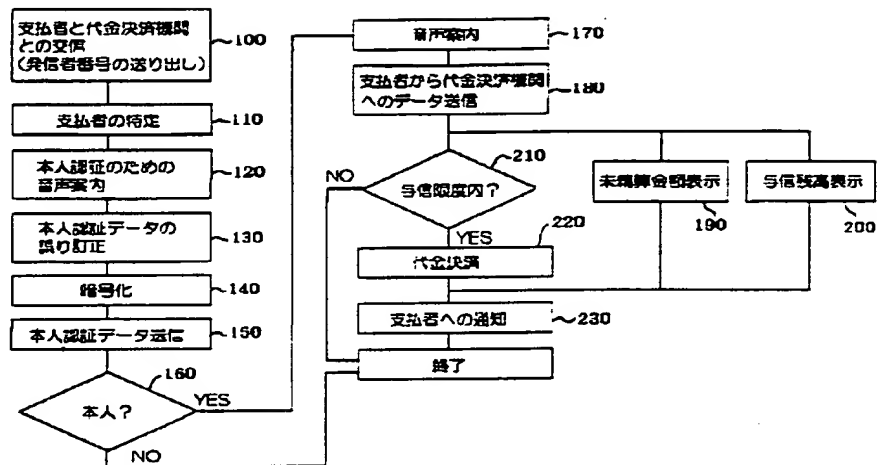 支払者と代金決済機関
との交信
(発信者番号の送り出し)
100
支払者の特定
110
本人認証のための
音声案内
120
本人認証データの
誤り訂正
130
暗号化
140
本人認証データ送信
150
160
本人?
YES
NO
音声案内
170
支払者から代金決済機関
へのデータ送信
180
210
与信限度内?
NO
YES
未精算金額表示
190
与信残高表示
200
220
代金決済
支払者への通知
230
終了